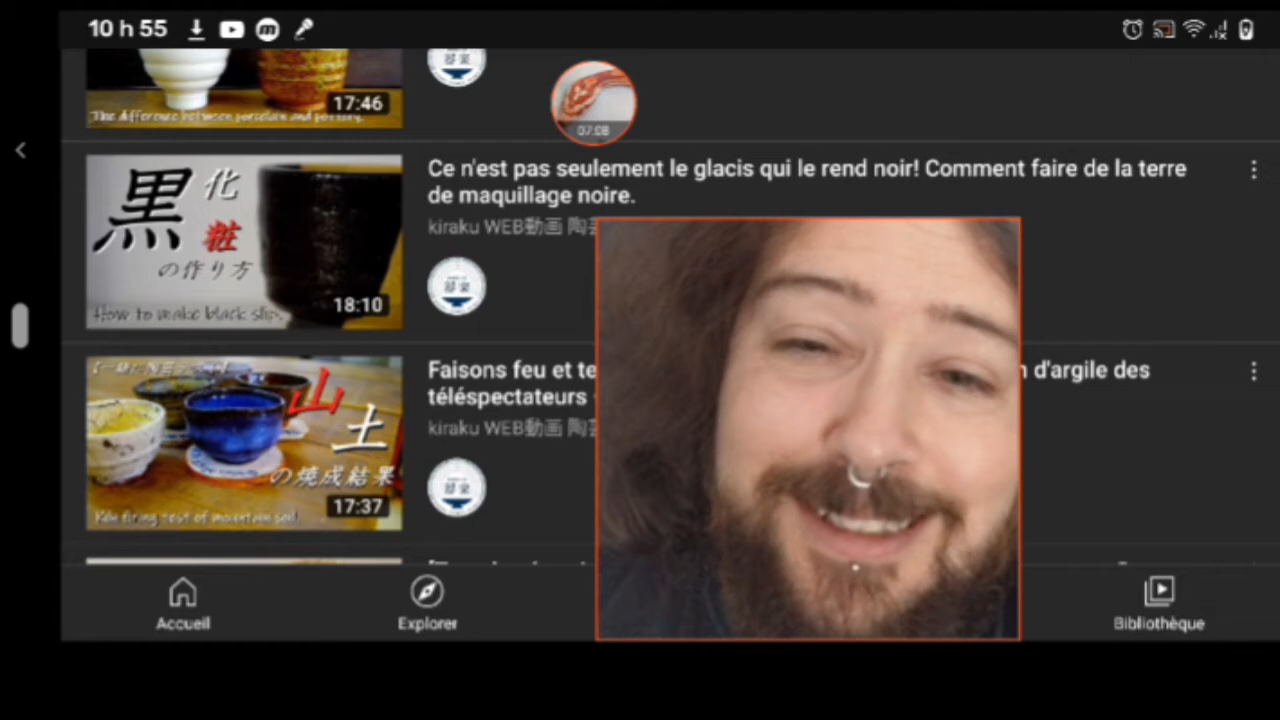 10 h 55
17:46
The difference between porcelain and pottery.
07:08
黒化粧の作り方
How to make black slip.
18:10
Ce n'est pas seulement le glacis qui le rend noir! Comment faire de la terre
de maquillage noire.
kiraku WEB動画 陶
山土の焼成結果
17:37
Kiln firing test of mountain soil.
Faisons feu et te
n d'argile des
téléspectateurs
kiraku WEB動画 陶
Accueil
Explorer
Bibliothèque